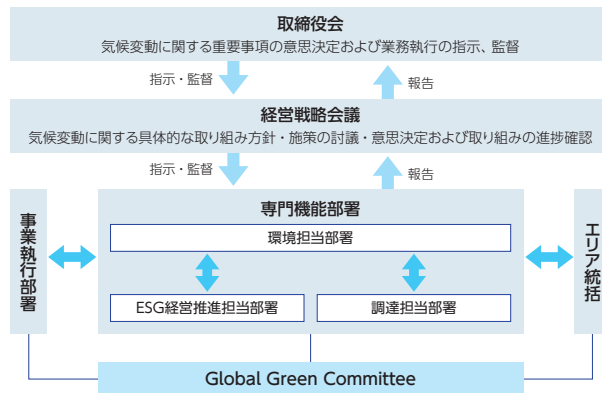 取締役会
気候変動に関する重要事項の意思決定および業務執行の指示、監督
指示・監督
報告
経営戦略会議
気候変動に関する具体的な取り組み方針・施策の討議・意思決定および取り組みの進捗確認
指示・監督
報告
事業執行部署
専門機能部署
環境担当部署
ESG経営推進担当部署
調達担当部署
エリア統括
Global Green Committee